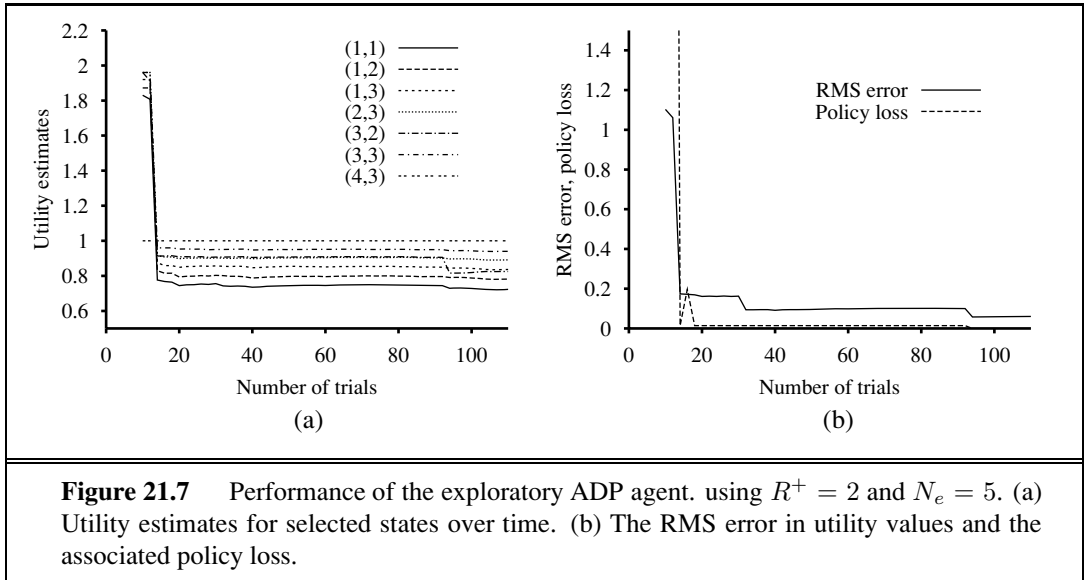 2.2
2
1.8
1.6
1.4
1.2
1
0.8
0.6
Utility estimates
(1,1)
(1,2)
(1,3)
(2,3)
(3,2)
(3,3)
(4,3)
0 20 40 60 80 100
Number of trials
(a)
1.4
1.2
1
0.8
0.6
0.4
0.2
0
RMS error, policy loss
RMS error
Policy loss
0 20 40 60 80 100
Number of trials
(b)
Figure 21.7 Performance of the exploratory ADP agent. using R⁺ = 2 and Nₑ = 5. (a)
Utility estimates for selected states over time. (b) The RMS error in utility values and the
associated policy loss.